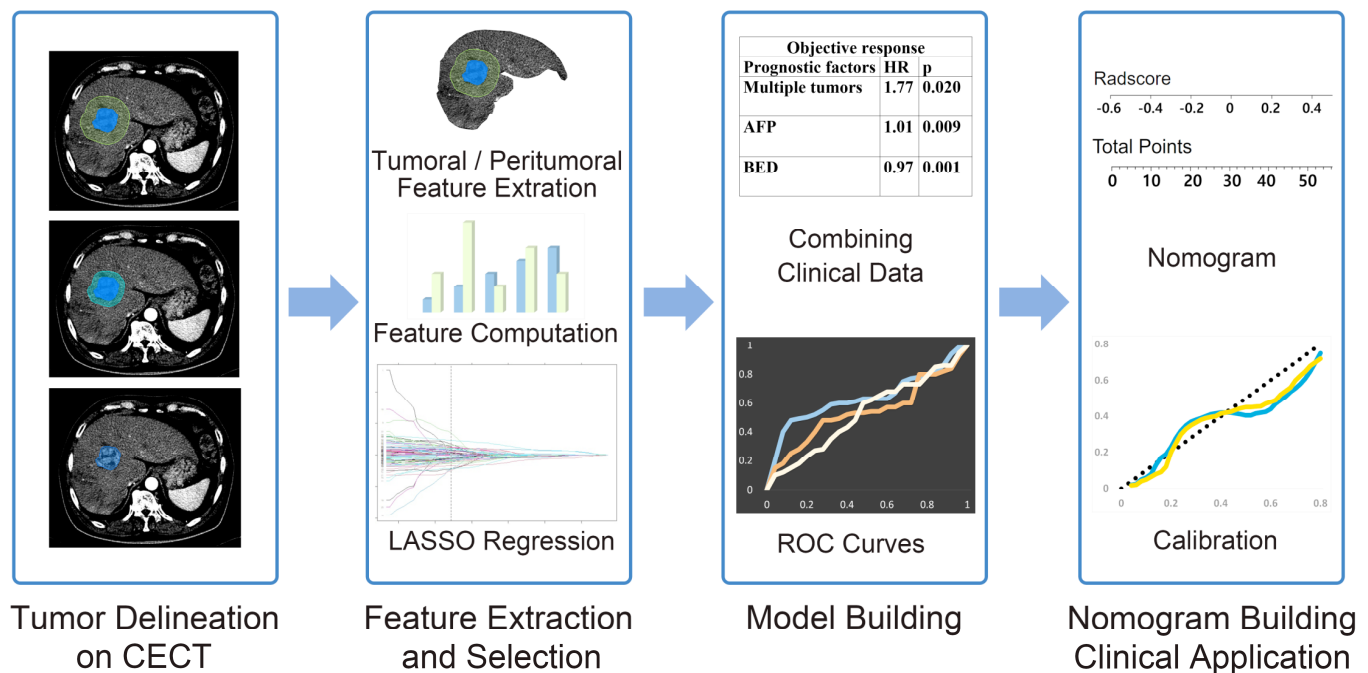 Tumor Delineation
on CECT
Tumoral / Peritumoral
Feature Extration
Feature Computation
LASSO Regression
Feature Extraction
and Selection
Objective response
Prognostic factors HR p
Multiple tumors 1.77 0.020
AFP 1.01 0.009
BED 0.97 0.001
Combining
Clinical Data
1
0.8
0.6
0.4
0.2
0
0 0.2 0.4 0.6 0.8 1
ROC Curves
Model Building
Radscore
-0.6 -0.4 -0.2 0 0.2 0.4
Total Points
0 10 20 30 40 50
Nomogram
0.8
0.6
0.4
0.2
0
0 0.2 0.4 0.6 0.8
Calibration
Nomogram Building
Clinical Application